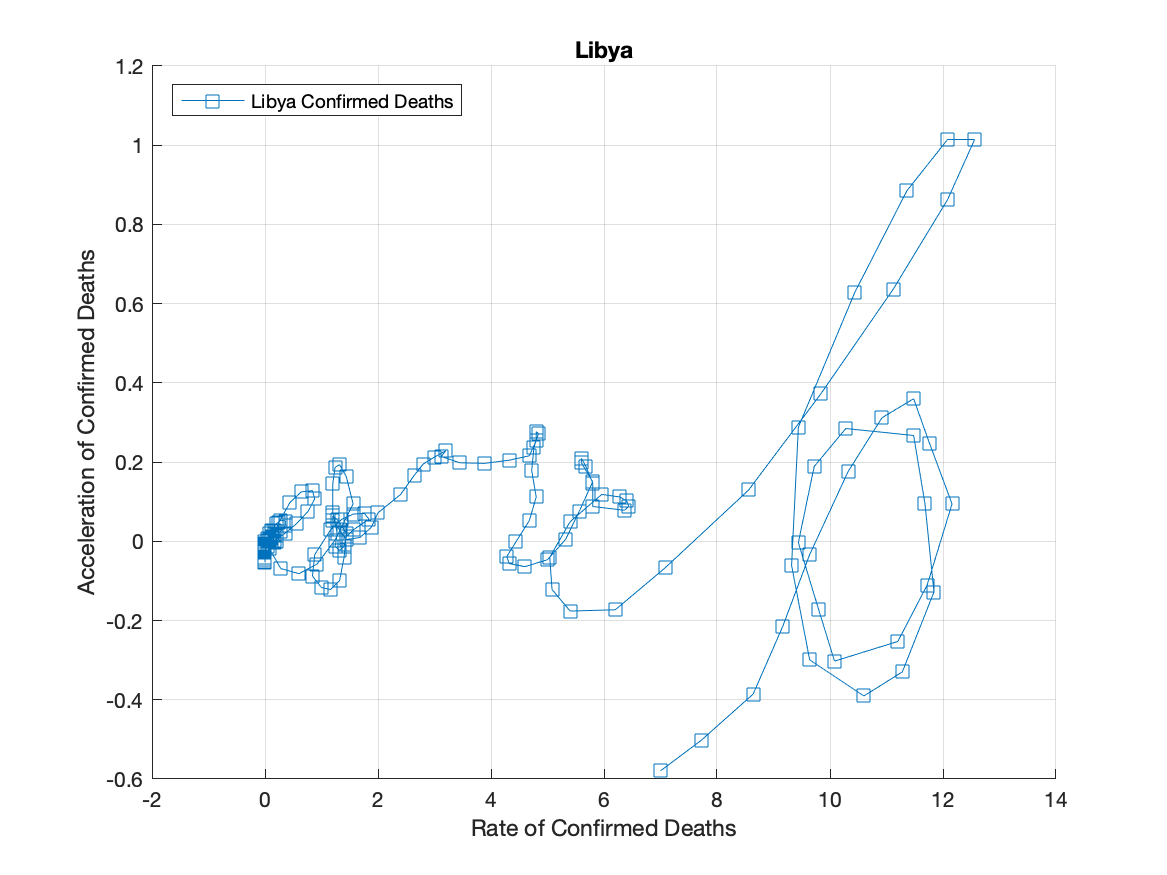 Libya
Libya Confirmed Deaths
Acceleration of Confirmed Deaths
1.2
1
0.8
0.6
0.4
0.2
0
-0.2
-0.4
-0.6
-2 0 2 4 6 8 10 12 14
Rate of Confirmed Deaths